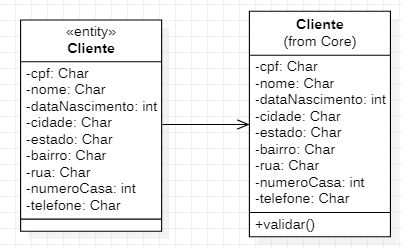 «entity»
Cliente
-cpf: Char
-nome: Char
-dataNascimento: int
-cidade: Char
-estado: Char
-bairro: Char
-rua: Char
-numeroCasa: int
-telefone: Char
Cliente
(from Core)
-cpf: Char
-nome: Char
-dataNascimento: int
-cidade: Char
-estado: Char
-bairro: Char
-rua: Char
-numeroCasa: int
-telefone: Char
+validar()